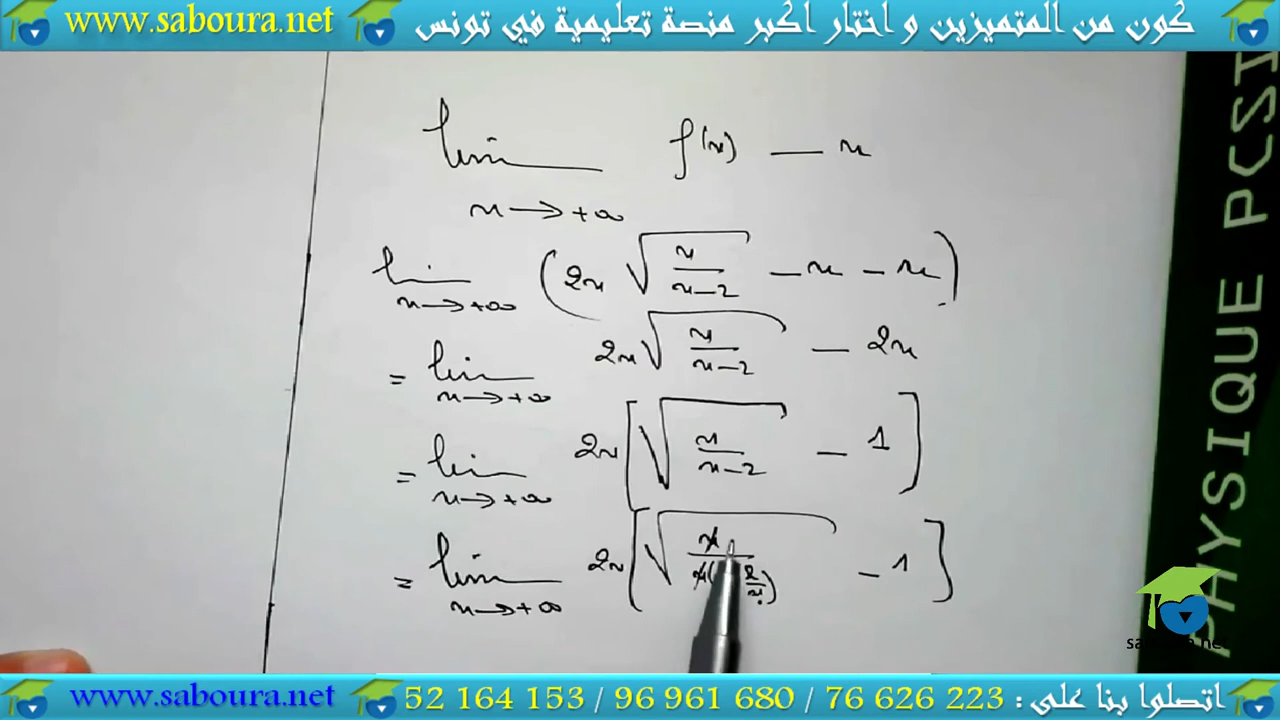 www.saboura.net كون من المتميزين و اختار اكبر منصة تعليمية في تونس
lim f(x) — x
x → +∞
lim (2x √(x/(x-2)) - x - x)
x → +∞
= lim 2x √(x/(x-2)) - 2x
x → +∞
= lim 2x [√(x/(x-2)) - 1]
x → +∞
= lim 2x [√(x/(x( 2/x))) - 1]
x → +∞
PHYSIQUE PCSI
saboura.net
www.saboura.net 52 164 153 / 96 961 680 / 76 626 223 : اتصلوا بنا على